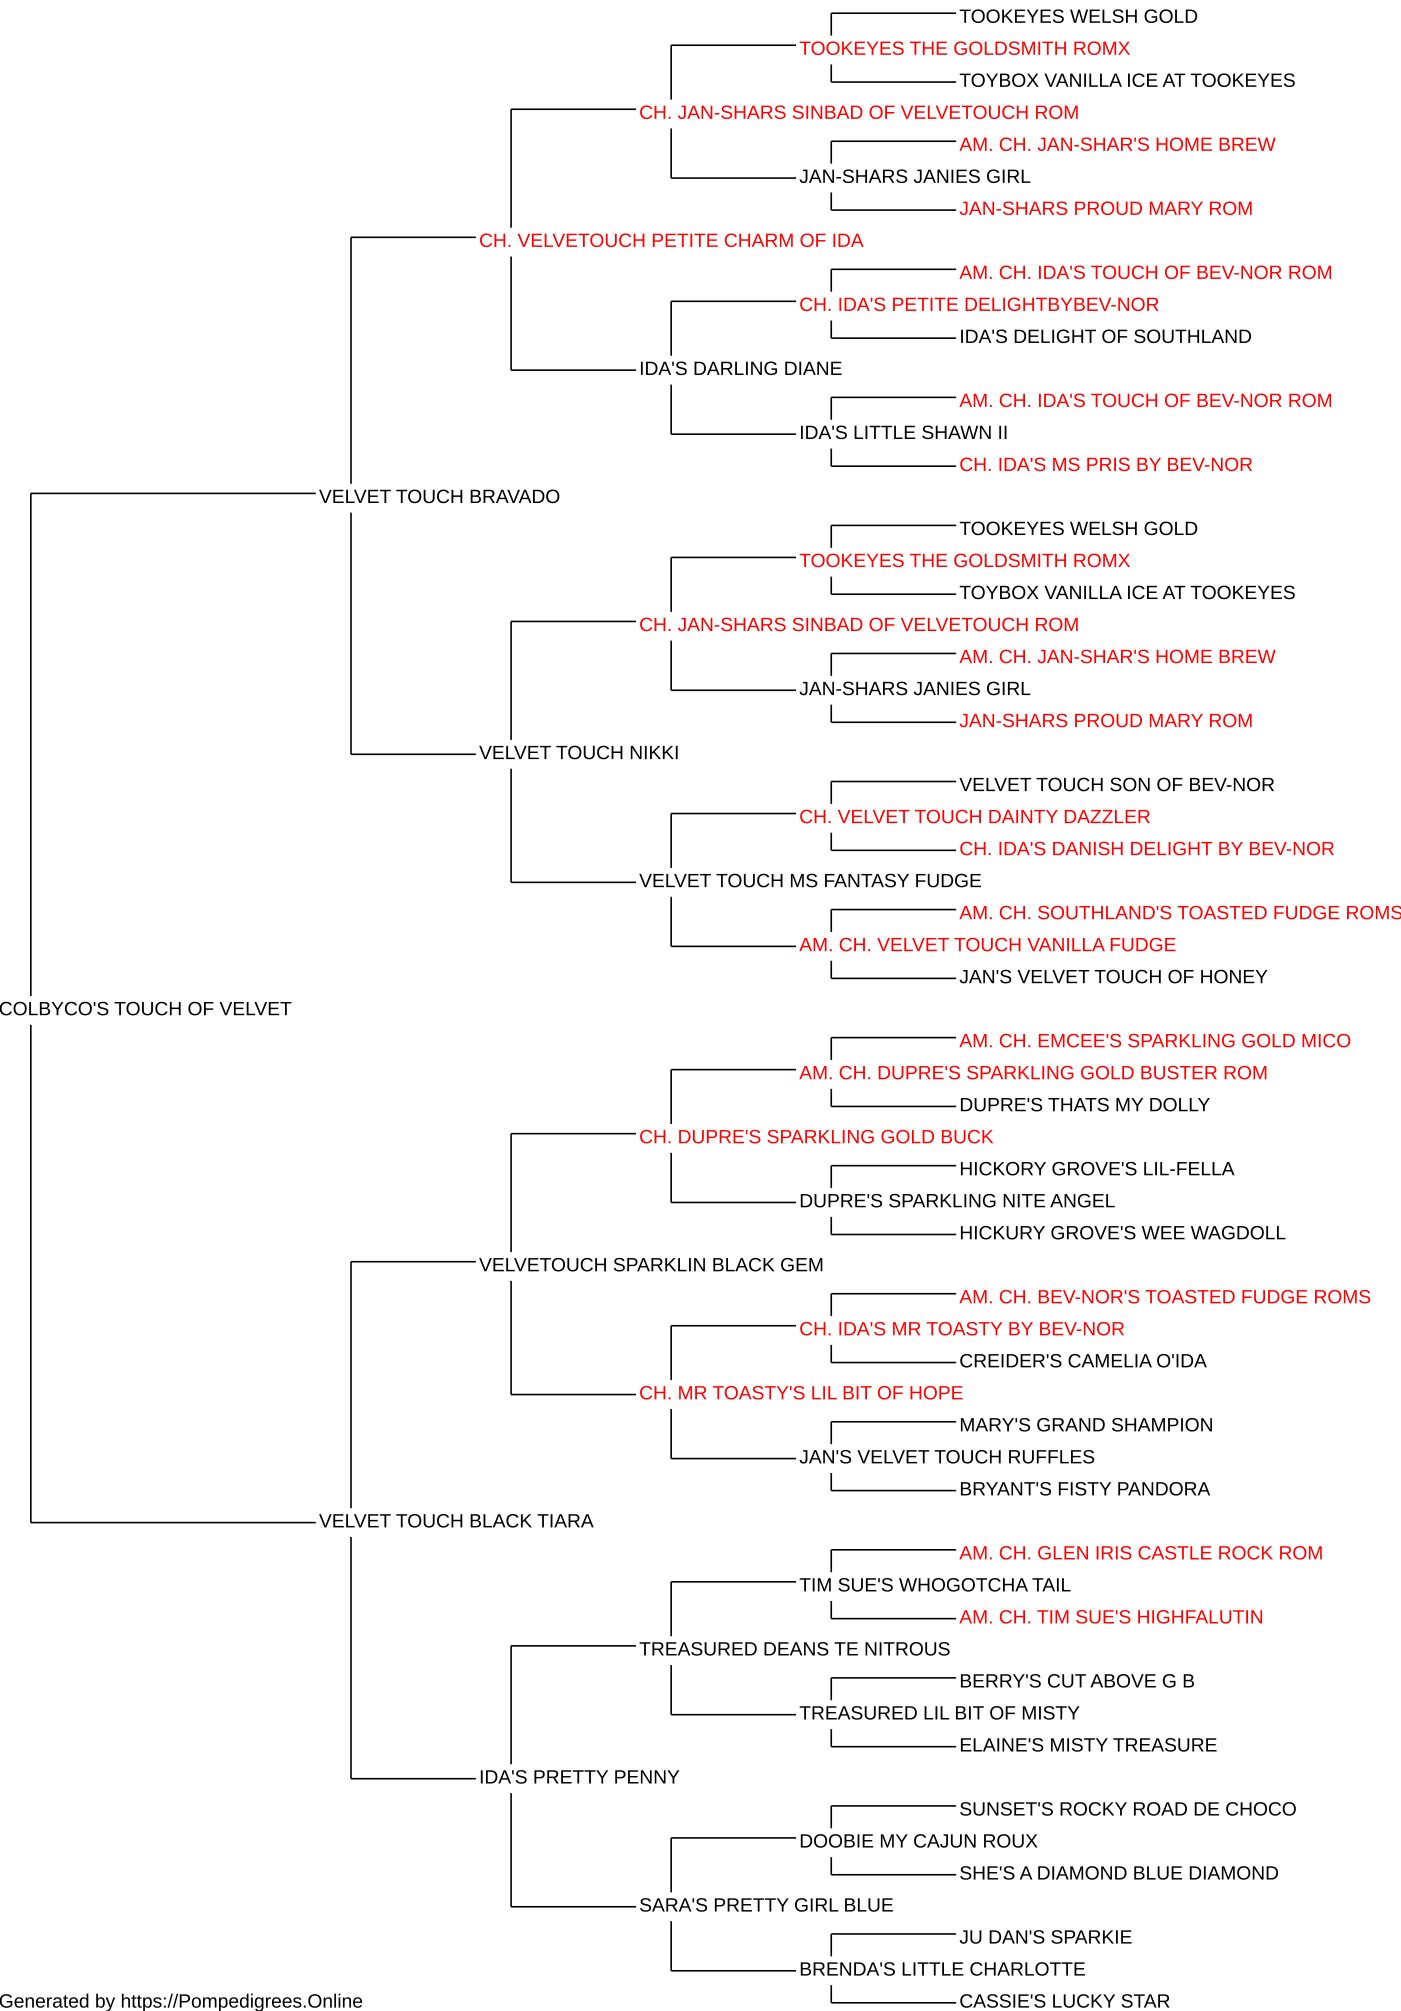 TOOKEYES WELSH GOLD
TOOKEYES THE GOLDSMITH ROMX
TOYBOX VANILLA ICE AT TOOKEYES
CH. JAN-SHARS SINBAD OF VELVETOUCH ROM
AM. CH. JAN-SHAR'S HOME BREW
JAN-SHARS JANIES GIRL
JAN-SHARS PROUD MARY ROM
CH. VELVETOUCH PETITE CHARM OF IDA
AM. CH. IDA'S TOUCH OF BEV-NOR ROM
CH. IDA'S PETITE DELIGHTBYBEV-NOR
IDA'S DELIGHT OF SOUTHLAND
IDA'S DARLING DIANE
AM. CH. IDA'S TOUCH OF BEV-NOR ROM
IDA'S LITTLE SHAWN II
CH. IDA'S MS PRIS BY BEV-NOR
VELVET TOUCH BRAVADO
TOOKEYES WELSH GOLD
TOOKEYES THE GOLDSMITH ROMX
TOYBOX VANILLA ICE AT TOOKEYES
CH. JAN-SHARS SINBAD OF VELVETOUCH ROM
AM. CH. JAN-SHAR'S HOME BREW
JAN-SHARS JANIES GIRL
JAN-SHARS PROUD MARY ROM
VELVET TOUCH NIKKI
VELVET TOUCH SON OF BEV-NOR
CH. VELVET TOUCH DAINTY DAZZLER
CH. IDA'S DANISH DELIGHT BY BEV-NOR
VELVET TOUCH MS FANTASY FUDGE
AM. CH. SOUTHLAND'S TOASTED FUDGE ROMS
AM. CH. VELVET TOUCH VANILLA FUDGE
JAN'S VELVET TOUCH OF HONEY
COLBYCO'S TOUCH OF VELVET
AM. CH. EMCEE'S SPARKLING GOLD MICO
AM. CH. DUPRE'S SPARKLING GOLD BUSTER ROM
DUPRE'S THATS MY DOLLY
CH. DUPRE'S SPARKLING GOLD BUCK
HICKORY GROVE'S LIL-FELLA
DUPRE'S SPARKLING NITE ANGEL
HICKURY GROVE'S WEE WAGDOLL
VELVETOUCH SPARKLIN BLACK GEM
AM. CH. BEV-NOR'S TOASTED FUDGE ROMS
CH. IDA'S MR TOASTY BY BEV-NOR
CREIDER'S CAMELIA O'IDA
CH. MR TOASTY'S LIL BIT OF HOPE
MARY'S GRAND SHAMPION
JAN'S VELVET TOUCH RUFFLES
BRYANT'S FISTY PANDORA
VELVET TOUCH BLACK TIARA
AM. CH. GLEN IRIS CASTLE ROCK ROM
TIM SUE'S WHOGOTCHA TAIL
AM. CH. TIM SUE'S HIGHFALUTIN
TREASURED DEANS TE NITROUS
BERRY'S CUT ABOVE G B
TREASURED LIL BIT OF MISTY
ELAINE'S MISTY TREASURE
IDA'S PRETTY PENNY
SUNSET'S ROCKY ROAD DE CHOCO
DOOBIE MY CAJUN ROUX
SHE'S A DIAMOND BLUE DIAMOND
SARA'S PRETTY GIRL BLUE
JU DAN'S SPARKIE
BRENDA'S LITTLE CHARLOTTE
CASSIE'S LUCKY STAR
Generated by https://Pompedigrees.Online